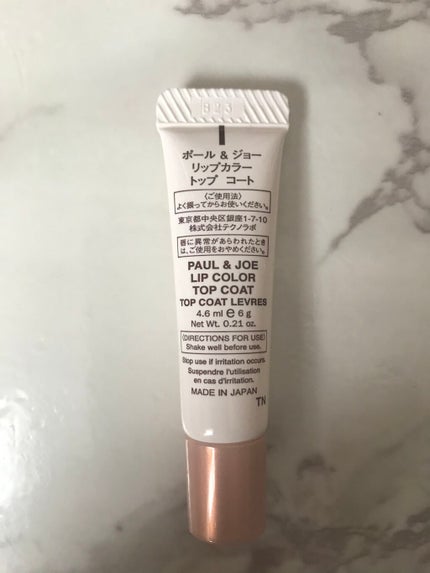 823
ポール & ジョー
リップカラー
トップ コート
〈ご使用法〉
よく振ってからお使いください。
東京都中央区銀座1-7-10
株式会社テクノラボ
唇に異常があらわれたとき
は、ご使用をおやめください。
PAUL & JOE
LIP COLOR
TOP COAT
TOP COAT LEVRES
4.6 ml e 6 g
Net Wt. 0.21 oz.
〈DIRECTIONS FOR USE〉
Shake well before use.
Stop use if irritation occurs.
Suspendre l'utilisation
en cas d'irritation.
MADE IN JAPAN
TN